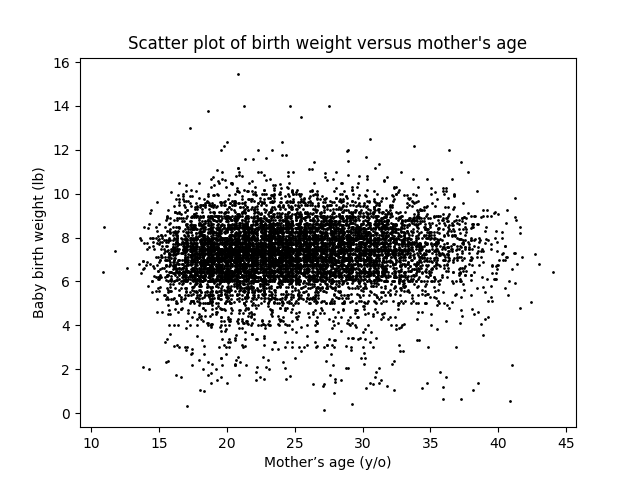 Scatter plot of birth weight versus mother's age
16
14
12
10
8
6
4
2
0
Baby birth weight (lb)
10 15 20 25 30 35 40 45
Mother’s age (y/o)